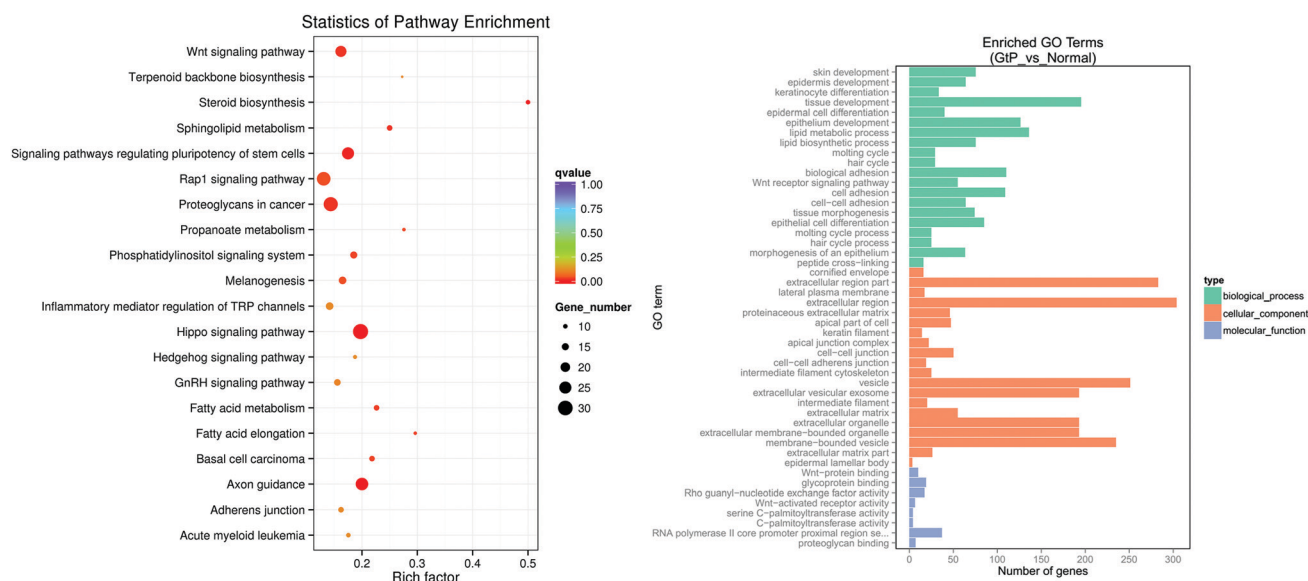 Statistics of Pathway Enrichment
Wnt signaling pathway
Terpenoid backbone biosynthesis
Steroid biosynthesis
Sphingolipid metabolism
Signaling pathways regulating pluripotency of stem cells
Rap1 signaling pathway
Proteoglycans in cancer
Propanoate metabolism
Phosphatidylinositol signaling system
Melanogenesis
Inflammatory mediator regulation of TRP channels
Hippo signaling pathway
Hedgehog signaling pathway
GnRH signaling pathway
Fatty acid metabolism
Fatty acid elongation
Basal cell carcinoma
Axon guidance
Adherens junction
Acute myeloid leukemia
0.2 0.3 0.4 0.5
Rich factor
qvalue
1.00
0.75
0.50
0.25
0.00
Gene_number
10
15
20
25
30
Enriched GO Terms
(GtP_vs_Normal)
GO term
skin development
epidermis development
keratinocyte differentiation
tissue development
epidermal cell differentiation
epithelium development
lipid metabolic process
lipid biosynthetic process
molting cycle
hair cycle
biological adhesion
Wnt receptor signaling pathway
cell adhesion
cell−cell adhesion
tissue morphogenesis
epithelial cell differentiation
molting cycle process
hair cycle process
morphogenesis of an epithelium
peptide cross−linking
cornified envelope
extracellular region part
lateral plasma membrane
extracellular region
proteinaceous extracellular matrix
apical part of cell
keratin filament
apical junction complex
cell−cell junction
cell−cell adherens junction
intermediate filament cytoskeleton
vesicle
extracellular vesicular exosome
intermediate filament
extracellular matrix
extracellular organelle
extracellular membrane−bounded organelle
membrane−bounded vesicle
extracellular matrix part
epidermal lamellar body
Wnt−protein binding
glycoprotein binding
Rho guanyl−nucleotide exchange factor activity
Wnt−activated receptor activity
serine C−palmitoyltransferase activity
C−palmitoyltransferase activity
RNA polymerase II core promoter proximal region se...
proteoglycan binding
0 50 100 150 200 250 300
Number of genes
type
biological_process
cellular_component
molecular_function